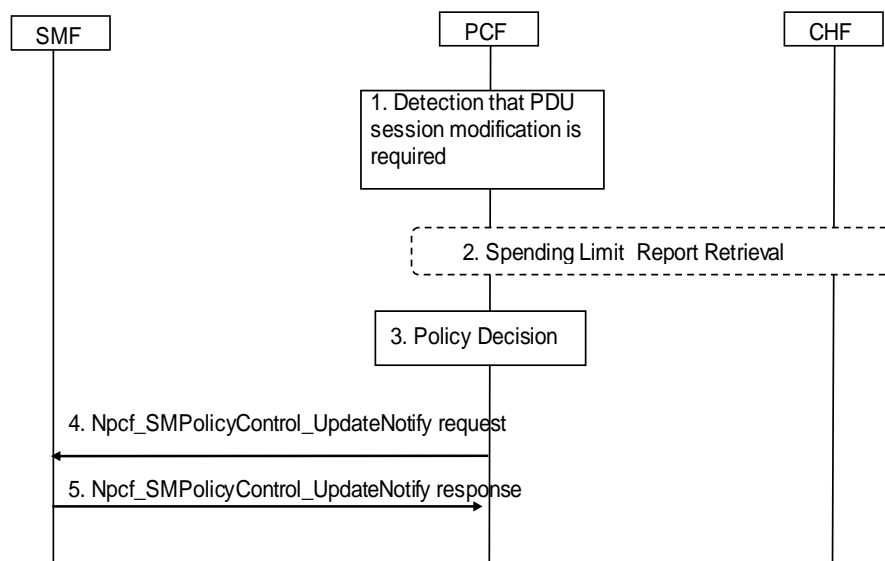 SMF
PCF
CHF
1. Detection that PDU
session modification is
required
2. Spending Limit Report Retrieval
3. Policy Decision
4. Npcf_SMPolicyControl_UpdateNotify request
5. Npcf_SMPolicyControl_UpdateNotify response